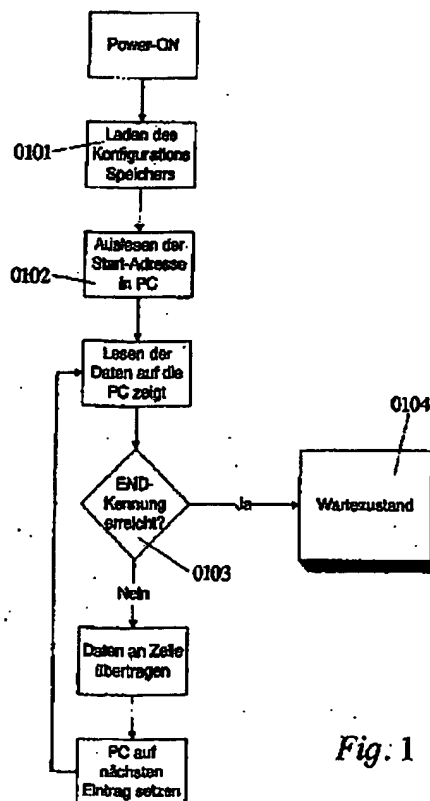 Power-ON
0101
Laden des
Konfigurations
Speichers
0102
Auslesen der
Start-Adresse
in PC
Lesen der
Daten auf die
PC zeigt
0104
END-
Kennung
erreicht?
Ja
Wartezustand
0103
Nein
Daten an Zelle
übertragen
PC auf
nächsten
Eintrag setzen
Fig. 1